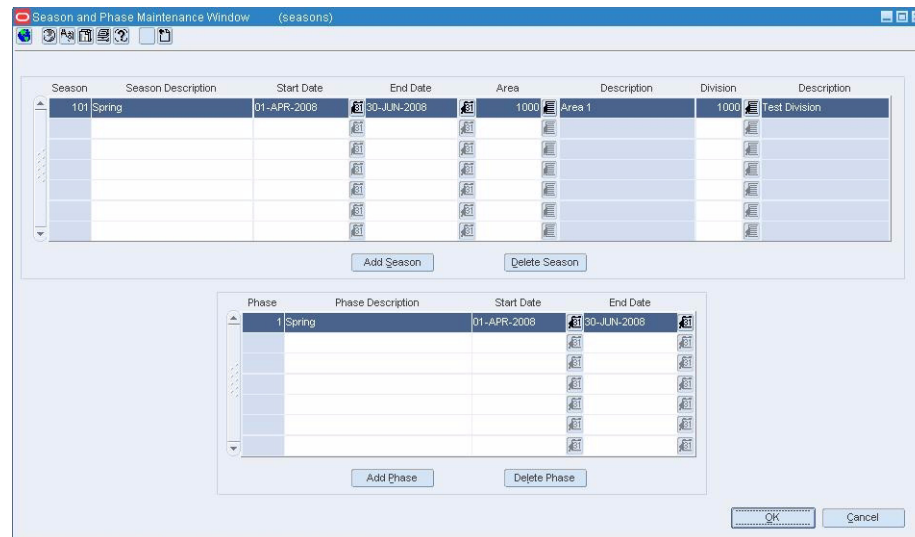 Season and Phase Maintenance Window (seasons)
Season Season Description Start Date End Date Area Description Division Description
101 Spring 01-APR-2008 30-JUN-2008 1000 Area 1 1000 Test Division
Add Season Delete Season
Phase Phase Description Start Date End Date
1 Spring 01-APR-2008 30-JUN-2008
Add Phase Delete Phase
OK Cancel